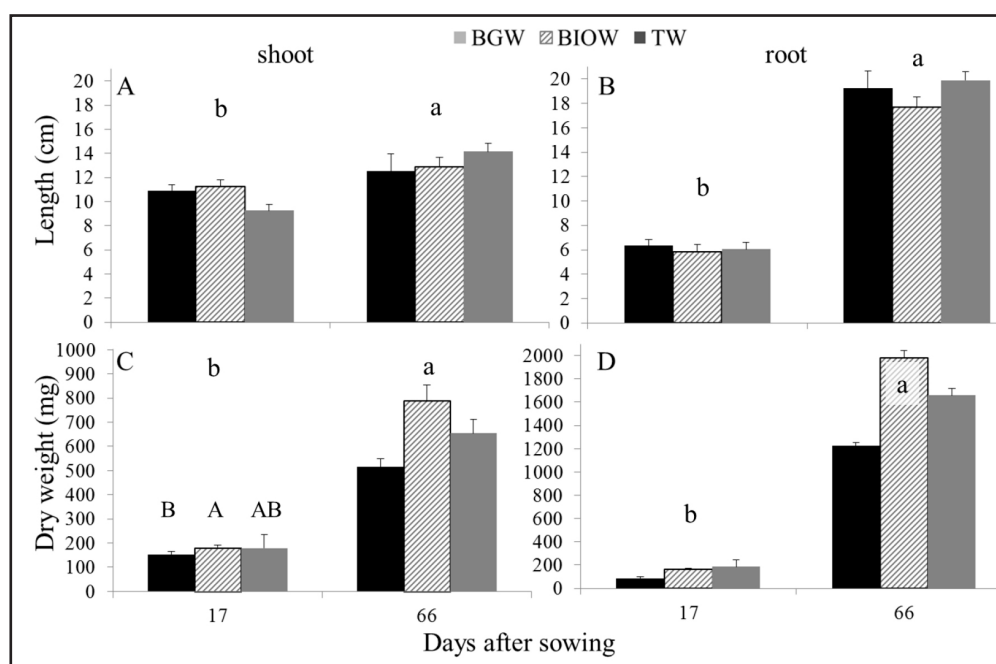 BGW BIOW TW
shoot root
A
B
Length (cm)
20
18
16
14
12
10
8
6
4
2
0
b
a
20
18
16
14
12
10
8
6
4
2
0
b
a
C
D
Dry weight (mg)
1000
900
800
700
600
500
400
300
200
100
0
b
a
B A AB
2000
1800
1600
1400
1200
1000
800
600
400
200
0
b
a
17 66 17 66
Days after sowing